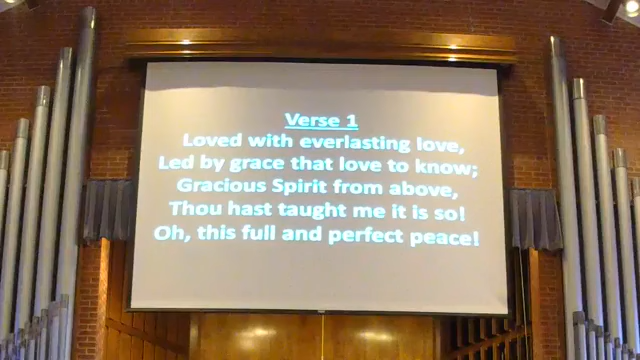 Verse 1
Loved with everlasting love,
Led by grace that love to know;
Gracious Spirit from above,
Thou hast taught me it is so!
Oh, this full and perfect peace!